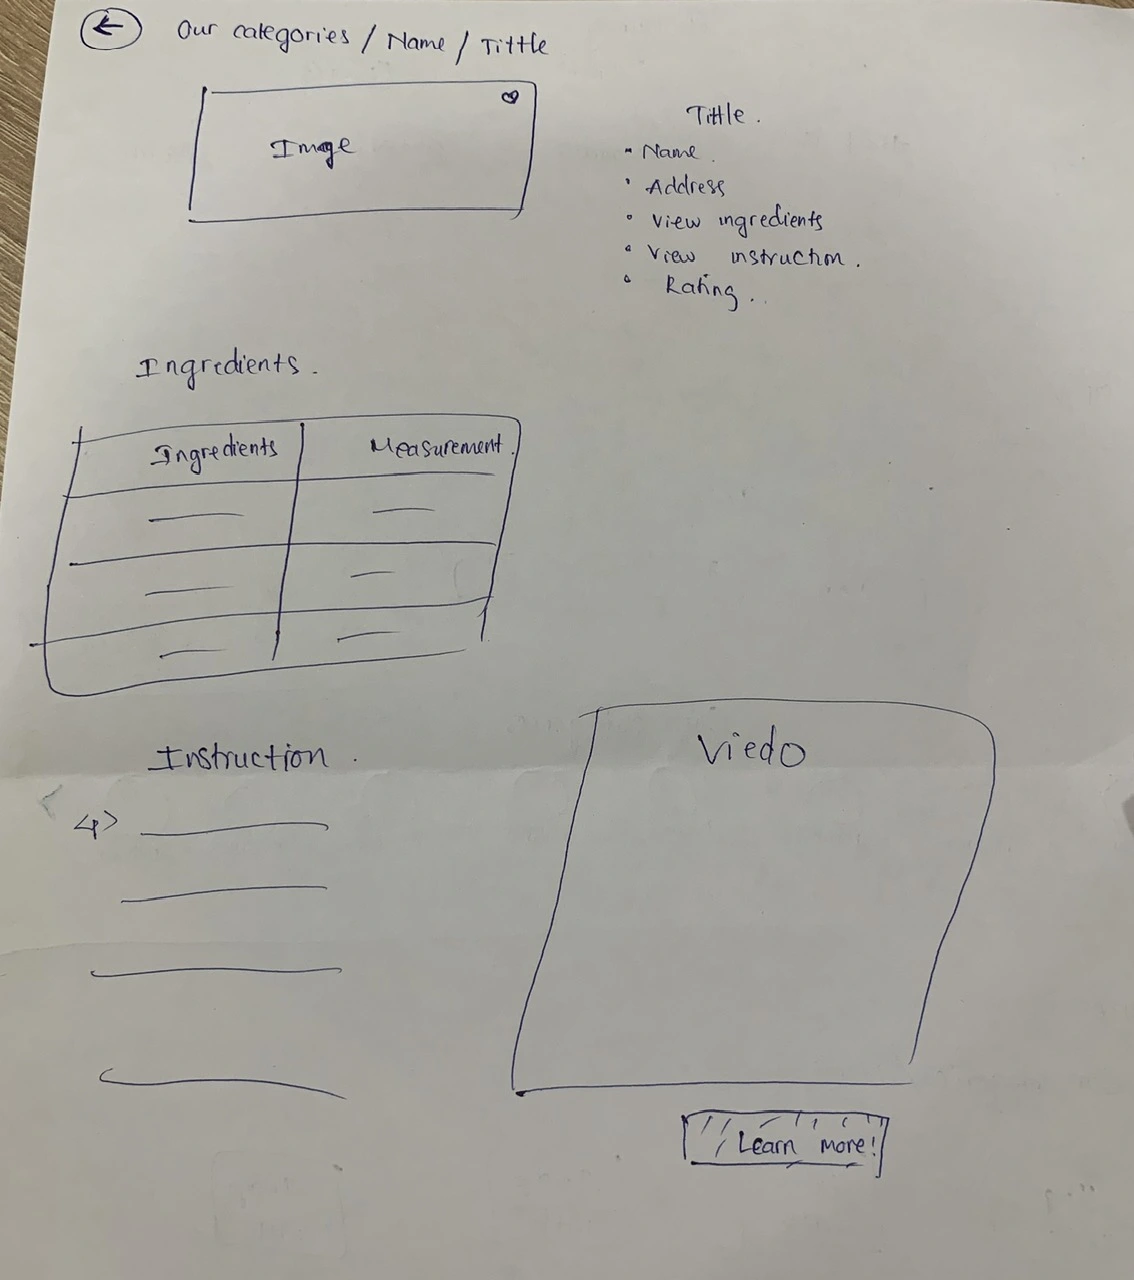 Our categories / Name / Tittle
Image
Tittle.
Name.
Address
View ingredients
View instruction.
Rating..
Ingredients.
Ingredients Measurement.
Instruction.
Viedo
Learn more!